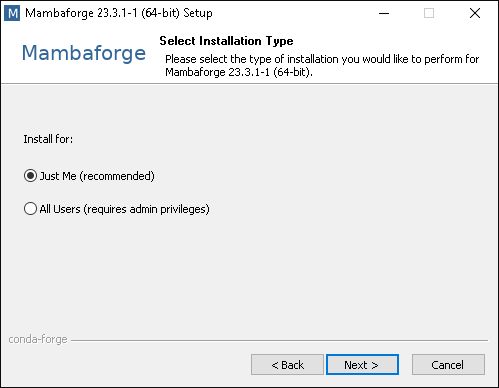 M Mambaforge 23.3.1-1 (64-bit) Setup
Mambaforge
Select Installation Type
Please select the type of installation you would like to perform for
Mambaforge 23.3.1-1 (64-bit).
Install for:
Just Me (recommended)
All Users (requires admin privileges)
conda-forge
< Back
Next >
Cancel